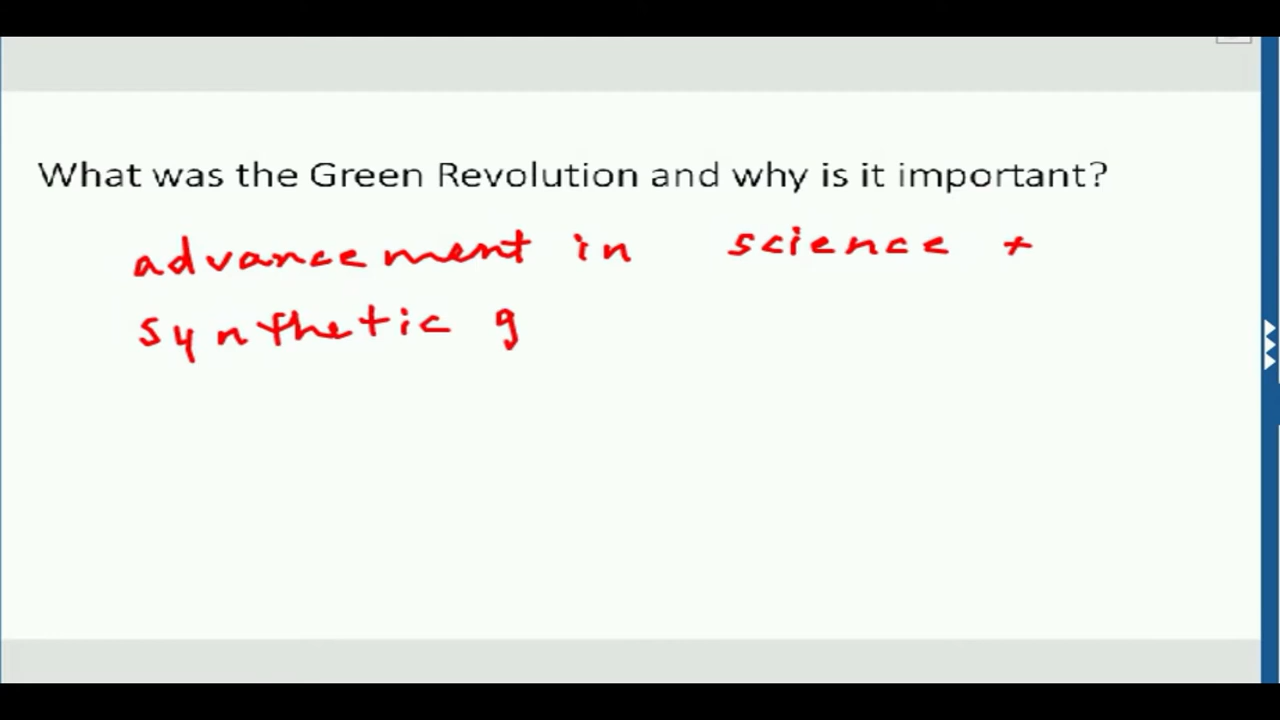 What was the Green Revolution and why is it important?
advancement in science +
synthetic g